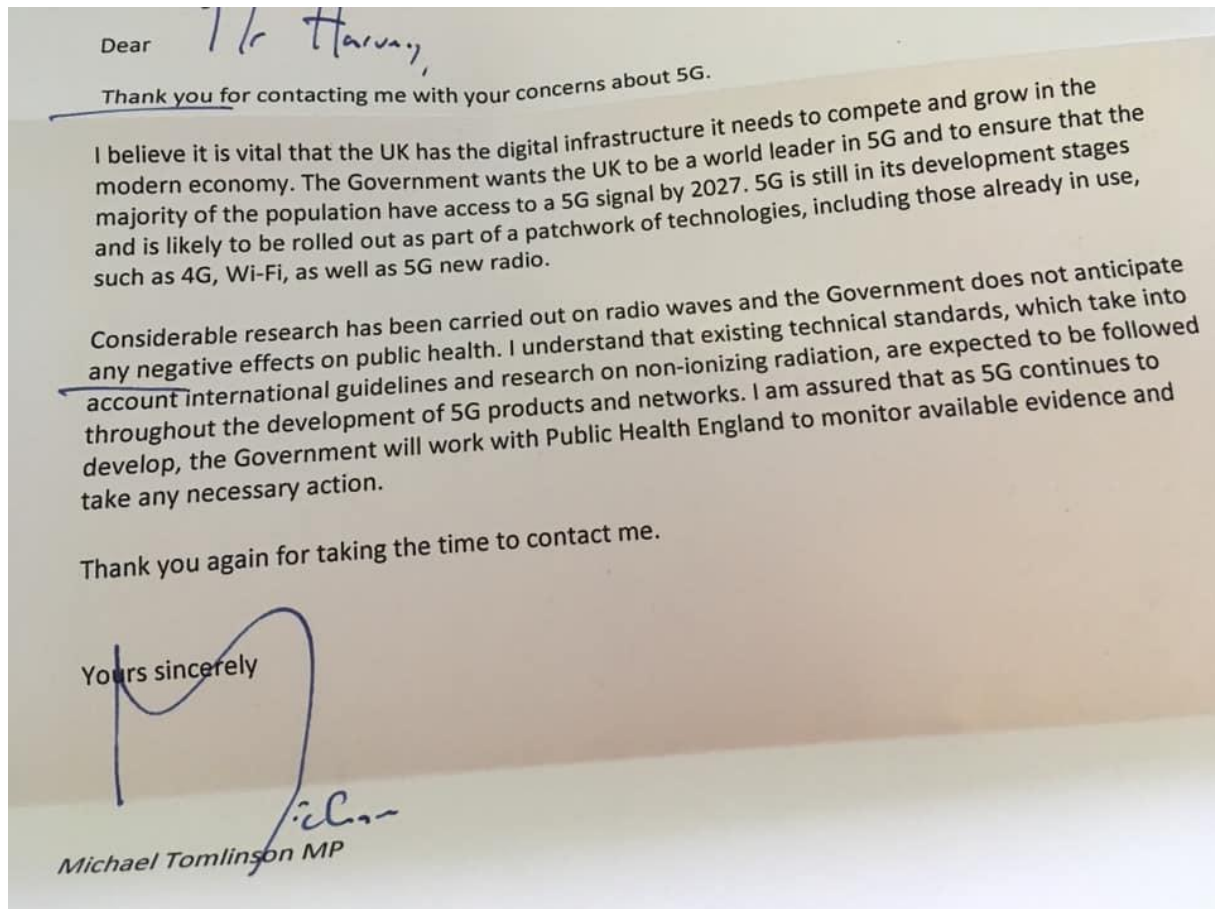 Dear Mr Harvey,
Thank you for contacting me with your concerns about 5G.
I believe it is vital that the UK has the digital infrastructure it needs to compete and grow in the
modern economy. The Government wants the UK to be a world leader in 5G and to ensure that the
majority of the population have access to a 5G signal by 2027. 5G is still in its development stages
and is likely to be rolled out as part of a patchwork of technologies, including those already in use,
such as 4G, Wi-Fi, as well as 5G new radio.
Considerable research has been carried out on radio waves and the Government does not anticipate
any negative effects on public health. I understand that existing technical standards, which take into
account international guidelines and research on non-ionizing radiation, are expected to be followed
throughout the development of 5G products and networks. I am assured that as 5G continues to
develop, the Government will work with Public Health England to monitor available evidence and
take any necessary action.
Thank you again for taking the time to contact me.
Yours sincerely
Michael Tomlinson MP